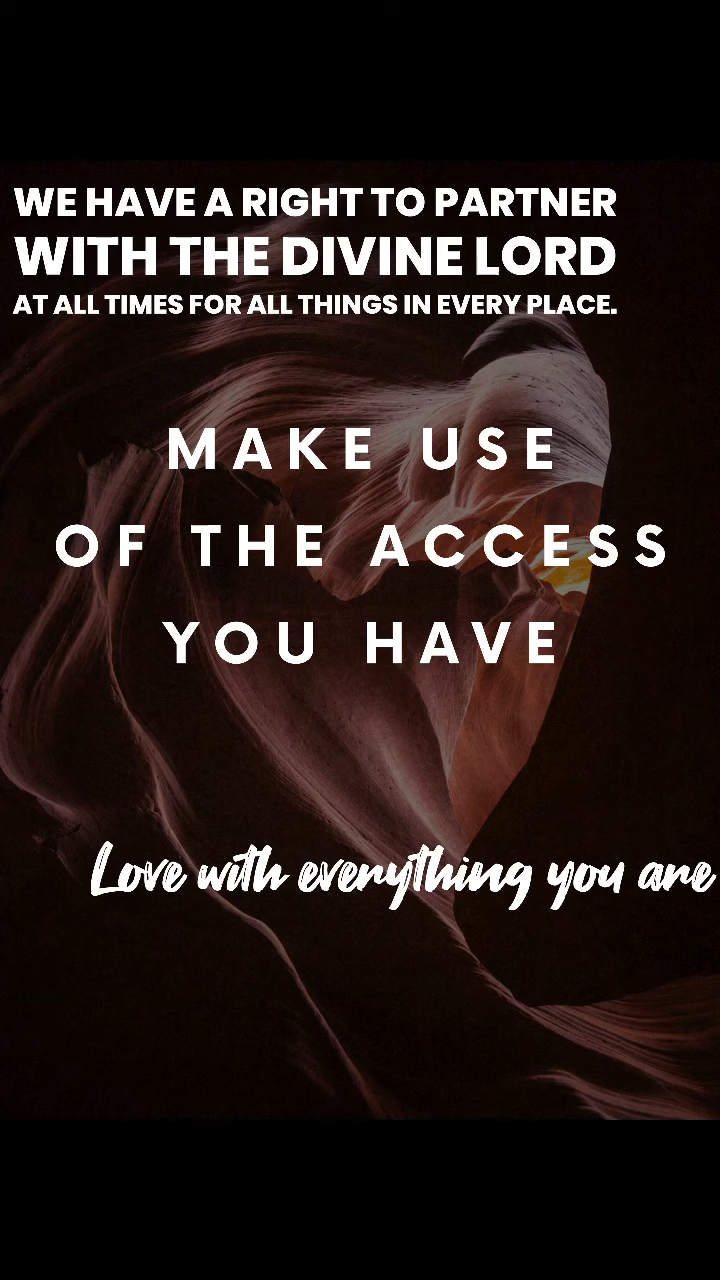 WE HAVE A RIGHT TO PARTNER
WITH THE DIVINE LORD
AT ALL TIMES FOR ALL THINGS IN EVERY PLACE.
MAKE USE
OF THE ACCESS
YOU HAVE
Love with everything you are